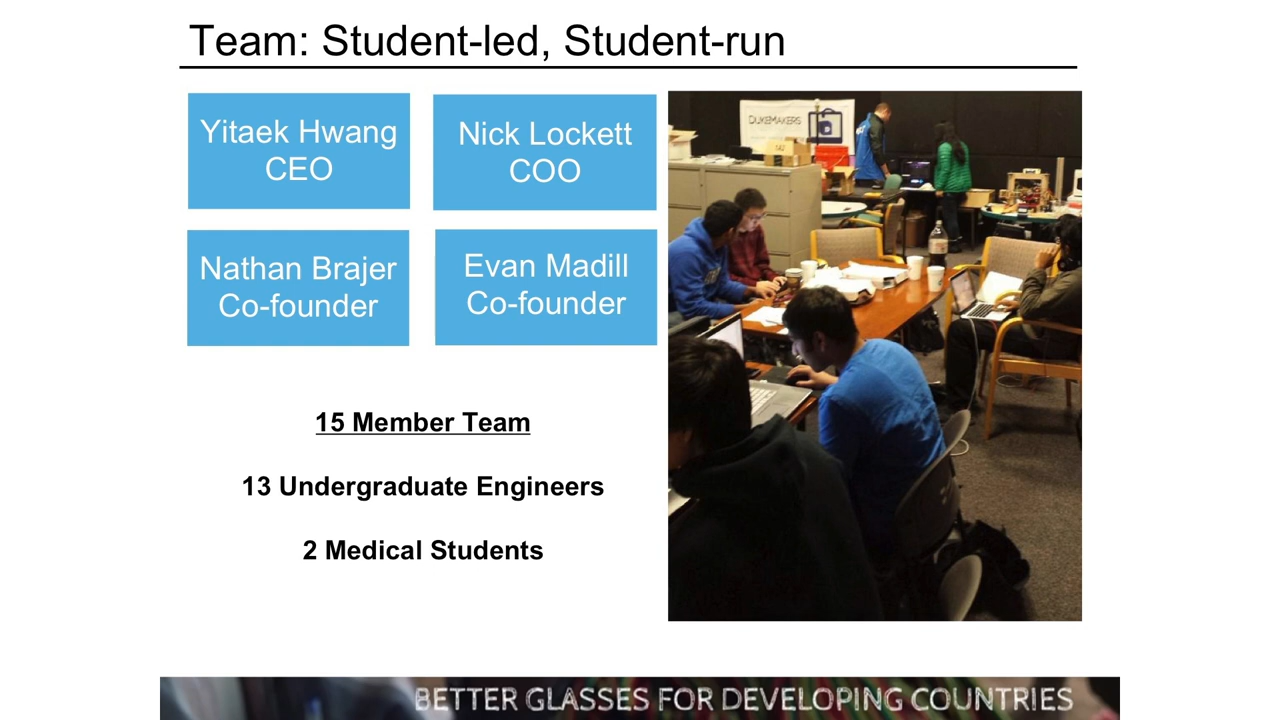 Team: Student-led, Student-run
Yitaek Hwang
CEO
Nick Lockett
COO
Nathan Brajer
Co-founder
Evan Madill
Co-founder
DUKEMAKERS
15 Member Team
13 Undergraduate Engineers
2 Medical Students
BETTER GLASSES FOR DEVELOPING COUNTRIES